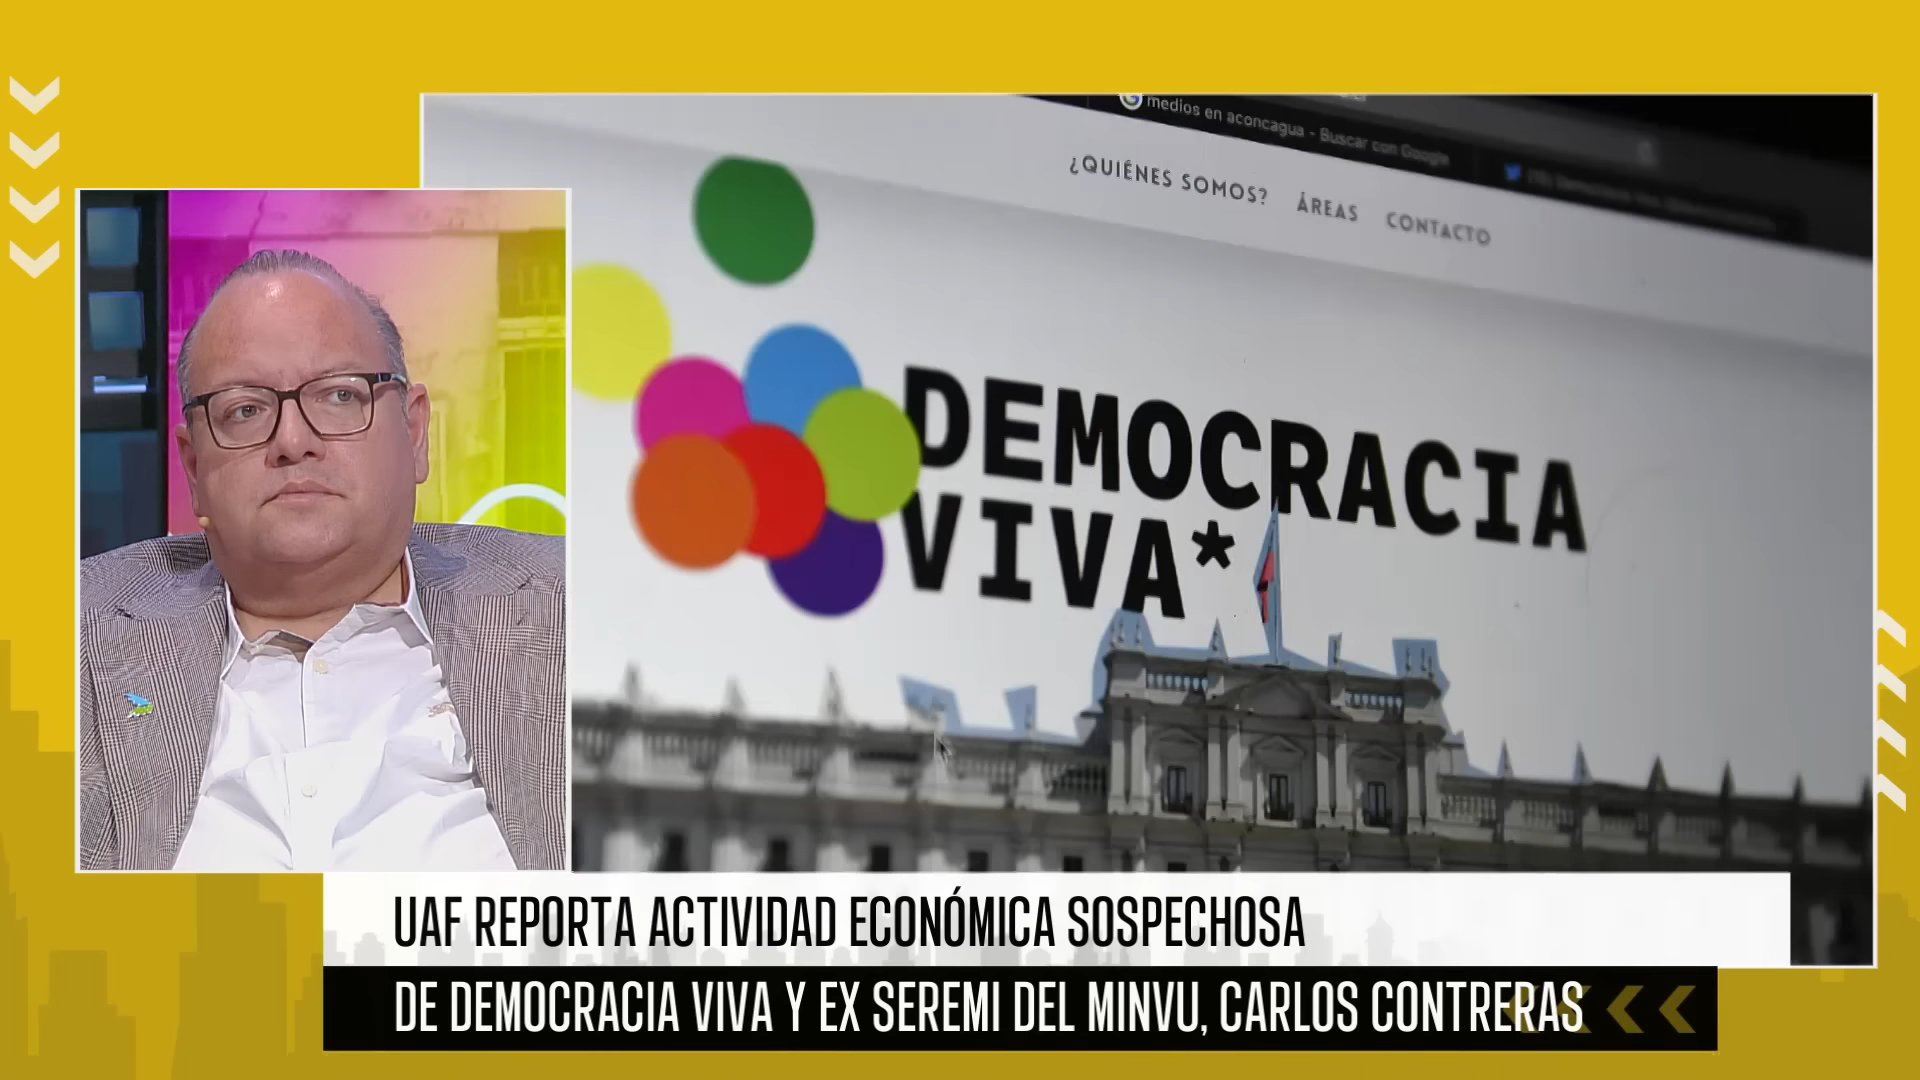 medios en aconcagua - Buscar con Google
¿QUIÉNES SOMOS? ÁREAS CONTACTO
DEMOCRACIA
VIVA*
UAF REPORTA ACTIVIDAD ECONÓMICA SOSPECHOSA
DE DEMOCRACIA VIVA Y EX SEREMI DEL MINVU, CARLOS CONTRERAS